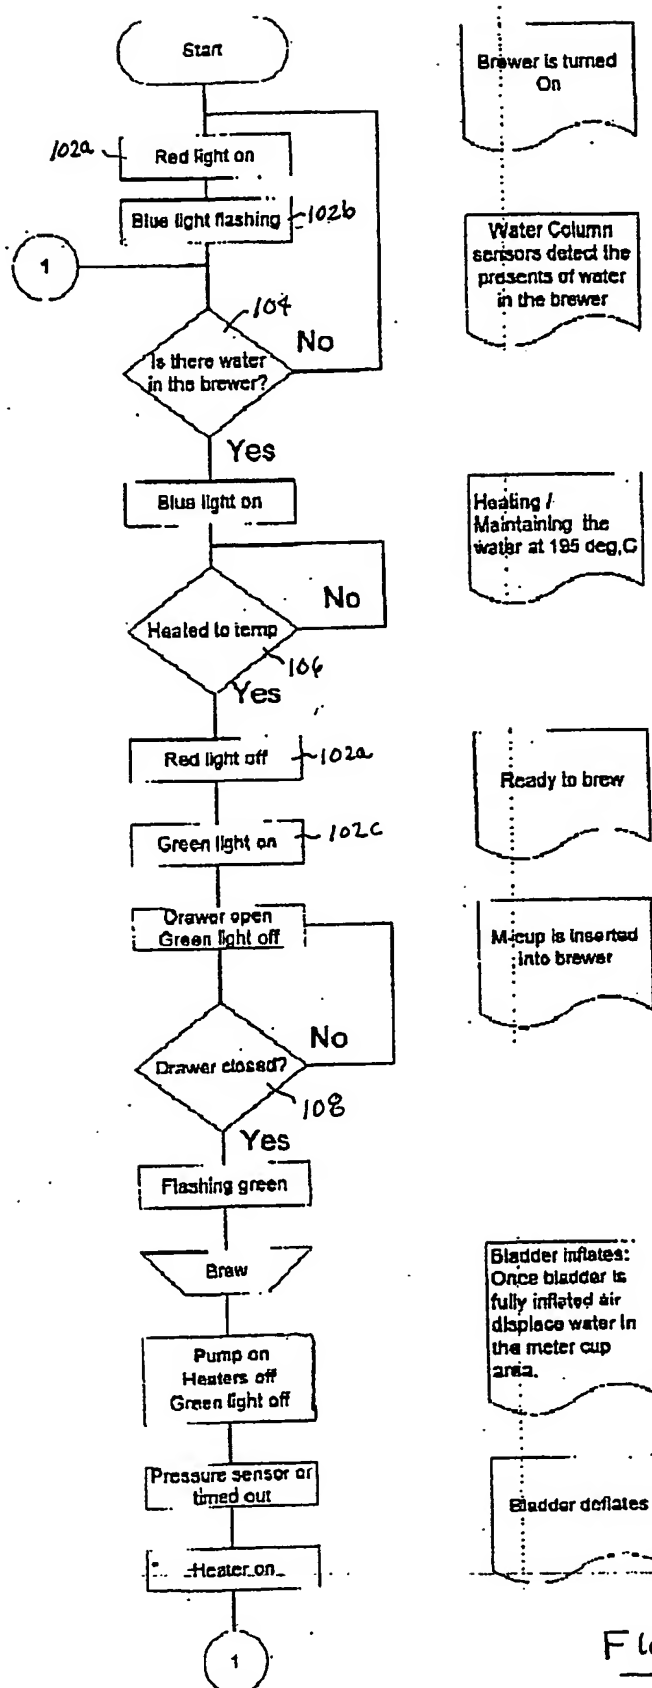 Start
Brewer is turned
On
102a
Red light on
Blue light flashing
102b
1
Water Column
sensors detect the
presents of water
in the brewer
104
Is there water
in the brewer?
No
Yes
Blue light on
Heating /
Maintaining the
water at 195 deg,C
Heated to temp
No
106
Yes
Red light off
102a
Ready to brew
Green light on
102c
Drawer open
Green light off
M-cup is inserted
into brewer
Drawer closed?
No
108
Yes
Flashing green
Brew
Bladder inflates:
Once bladder is
fully inflated air
displace water in
the meter cup
area.
Pump on
Heaters off
Green light off
Pressure sensor or
timed out
Bladder deflates
Heater on
1